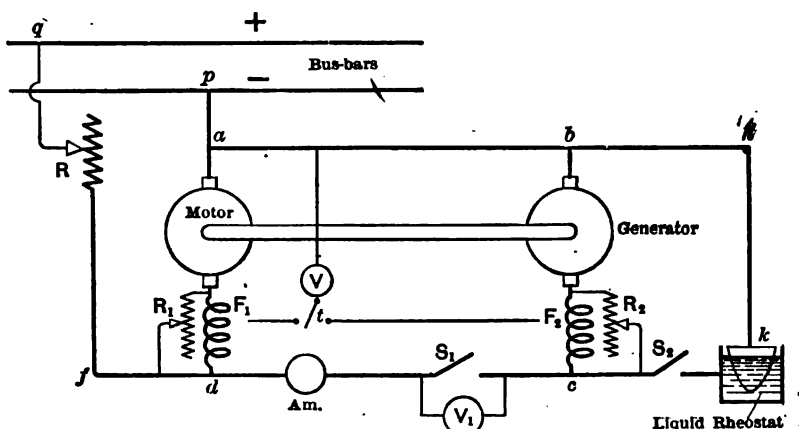 q
+
p
−
Bus-bars
a
b
R
Motor
Generator
V
R₁
F₁
t
F₂
R₂
k
S₁
S₂
f
d
Am.
c
V₁
Liquid Rheostat